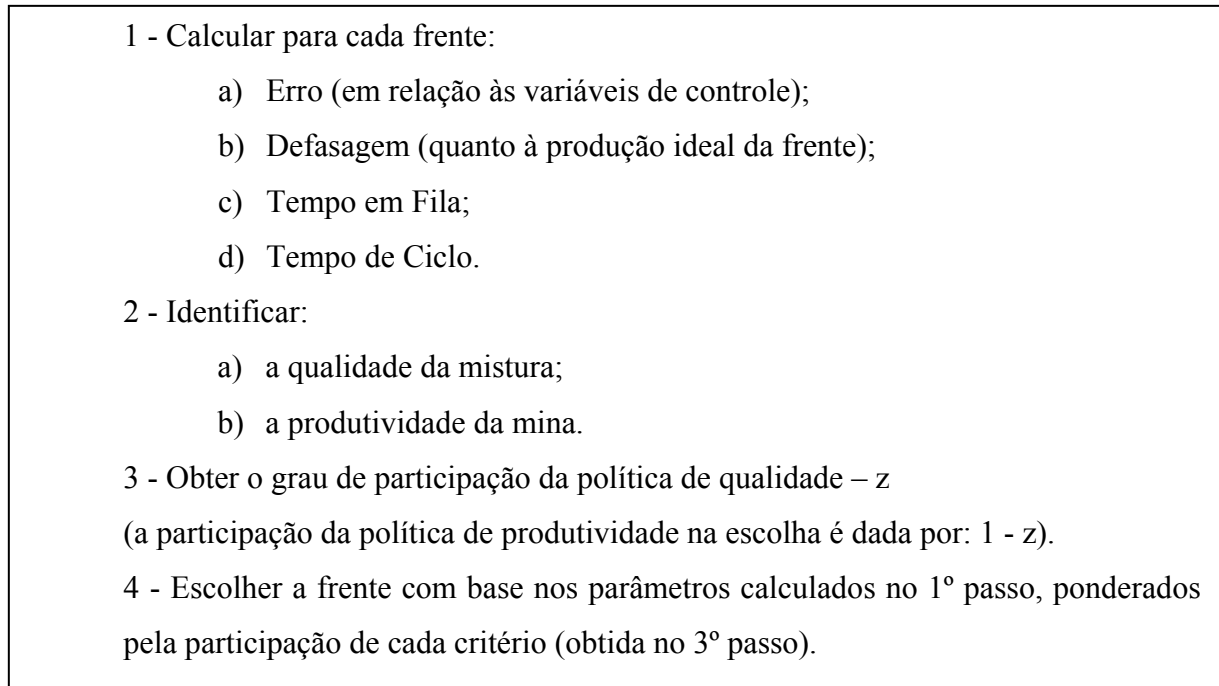 1 - Calcular para cada frente:
a) Erro (em relação às variáveis de controle);
b) Defasagem (quanto à produção ideal da frente);
c) Tempo em Fila;
d) Tempo de Ciclo.
2 - Identificar:
a) a qualidade da mistura;
b) a produtividade da mina.
3 - Obter o grau de participação da política de qualidade – z
(a participação da política de produtividade na escolha é dada por: 1 - z).
4 - Escolher a frente com base nos parâmetros calculados no 1º passo, ponderados
pela participação de cada critério (obtida no 3º passo).